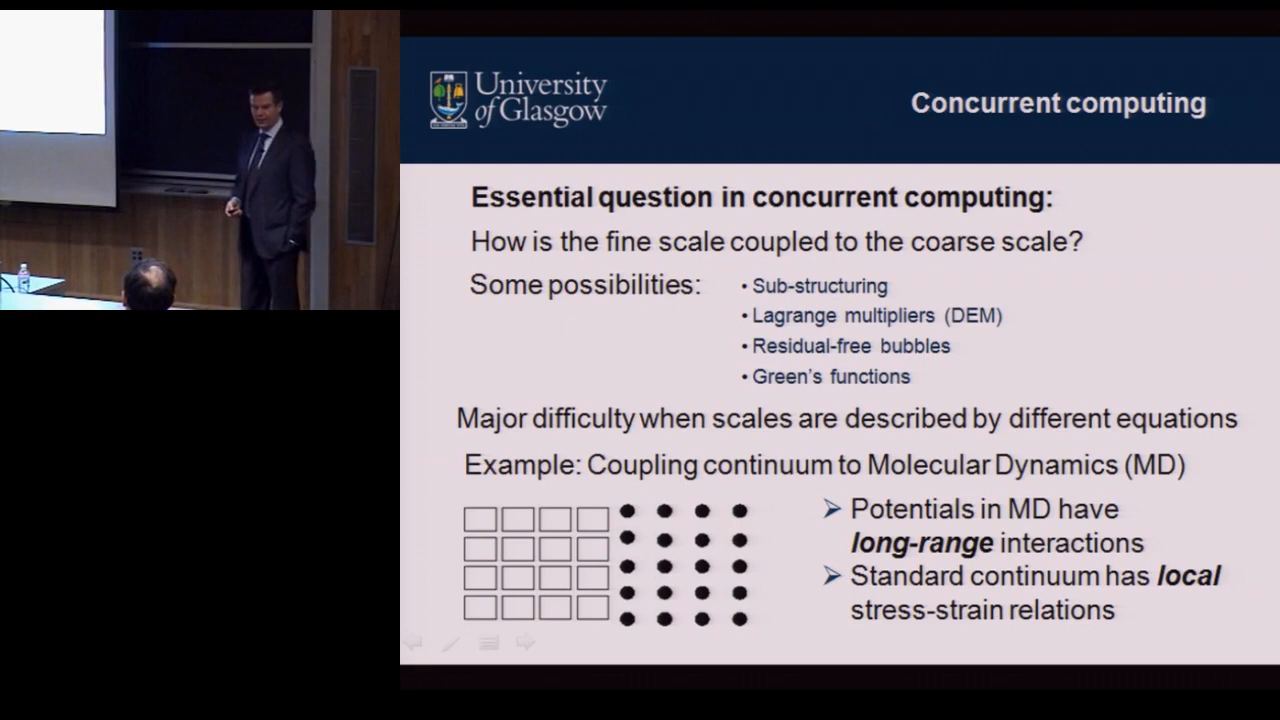 University
of Glasgow
Concurrent computing
Essential question in concurrent computing:
How is the fine scale coupled to the coarse scale?
Some possibilities:
• Sub-structuring
• Lagrange multipliers (DEM)
• Residual-free bubbles
• Green's functions
Major difficulty when scales are described by different equations
Example: Coupling continuum to Molecular Dynamics (MD)
➢ Potentials in MD have
long-range interactions
➢ Standard continuum has local
stress-strain relations